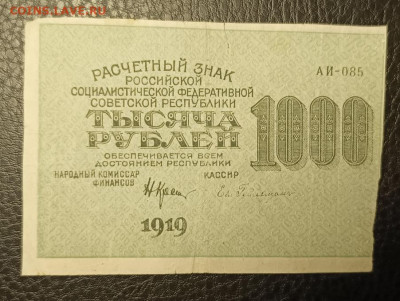 COINS.LAVE.RU
РАСЧЕТНЫЙ ЗНАК
РОССИЙСКОЙ
СОЦИАЛИСТИЧЕСКОЙ ФЕДЕРАТИВНОЙ
СОВЕТСКОЙ РЕСПУБЛИКИ
АИ-085
ТЫСЯЧА
РУБЛЕЙ
1000
ОБЕСПЕЧИВАЕТСЯ ВСЕМ
ДОСТОЯНИЕМ РЕСПУБЛИКИ
НАРОДНЫЙ КОМИССАР
ФИНАНСОВ
КАССИР
1919